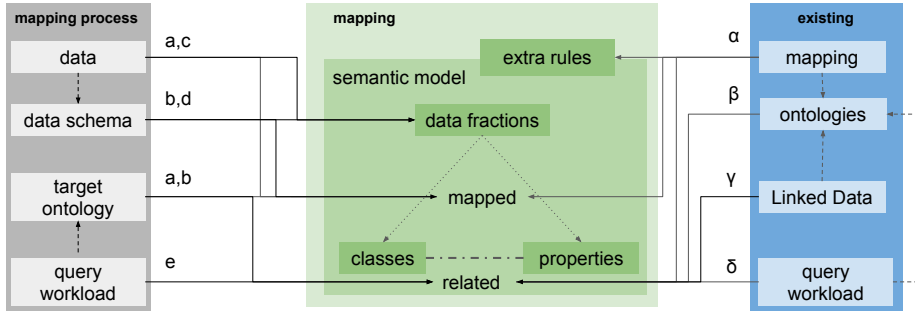 mapping process
mapping
existing
data
a,c
extra rules
α
mapping
semantic model
data schema
b,d
data fractions
β
ontologies
target
ontology
a,b
mapped
γ
Linked Data
classes
properties
query
workload
e
related
δ
query
workload